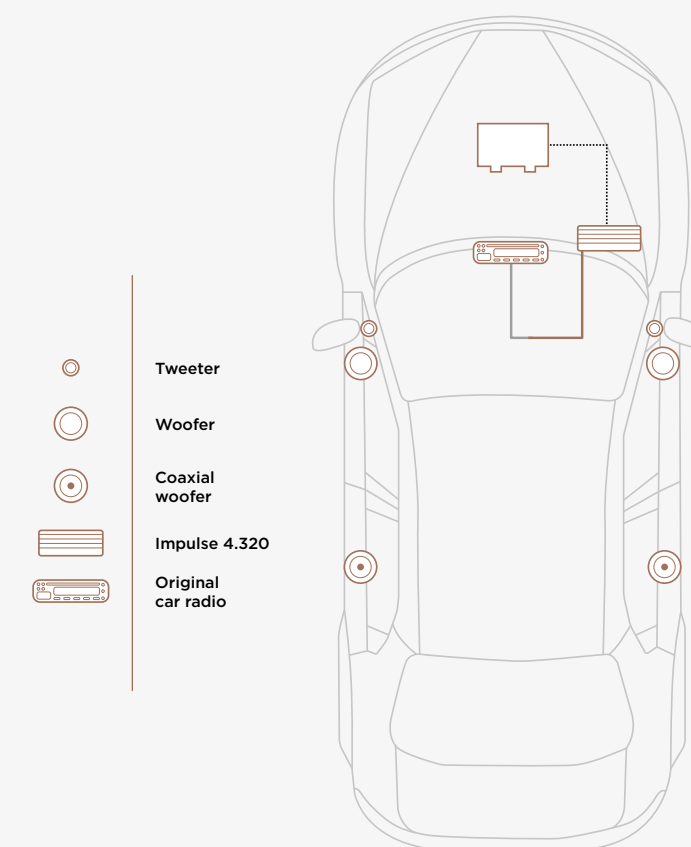 Tweeter
Woofer
Coaxial
woofer
Impulse 4.320
Original
car radio